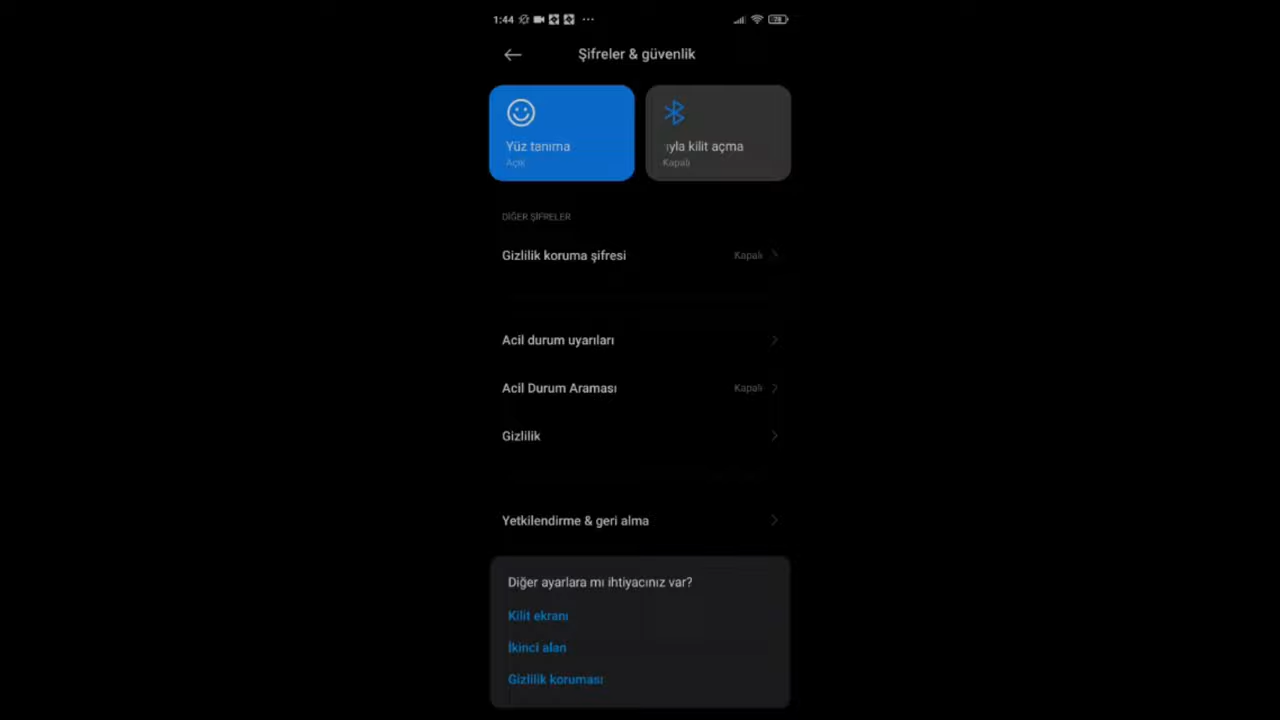 1:44 ··· 78
Şifreler & güvenlik
Yüz tanıma
Açık
ıyla kilit açma
Kapalı
DİĞER ŞİFRELER
Gizlilik koruma şifresi Kapalı
Acil durum uyarıları
Acil Durum Araması Kapalı
Gizlilik
Yetkilendirme & geri alma
Diğer ayarlara mı ihtiyacınız var?
Kilit ekranı
İkinci alan
Gizlilik koruması